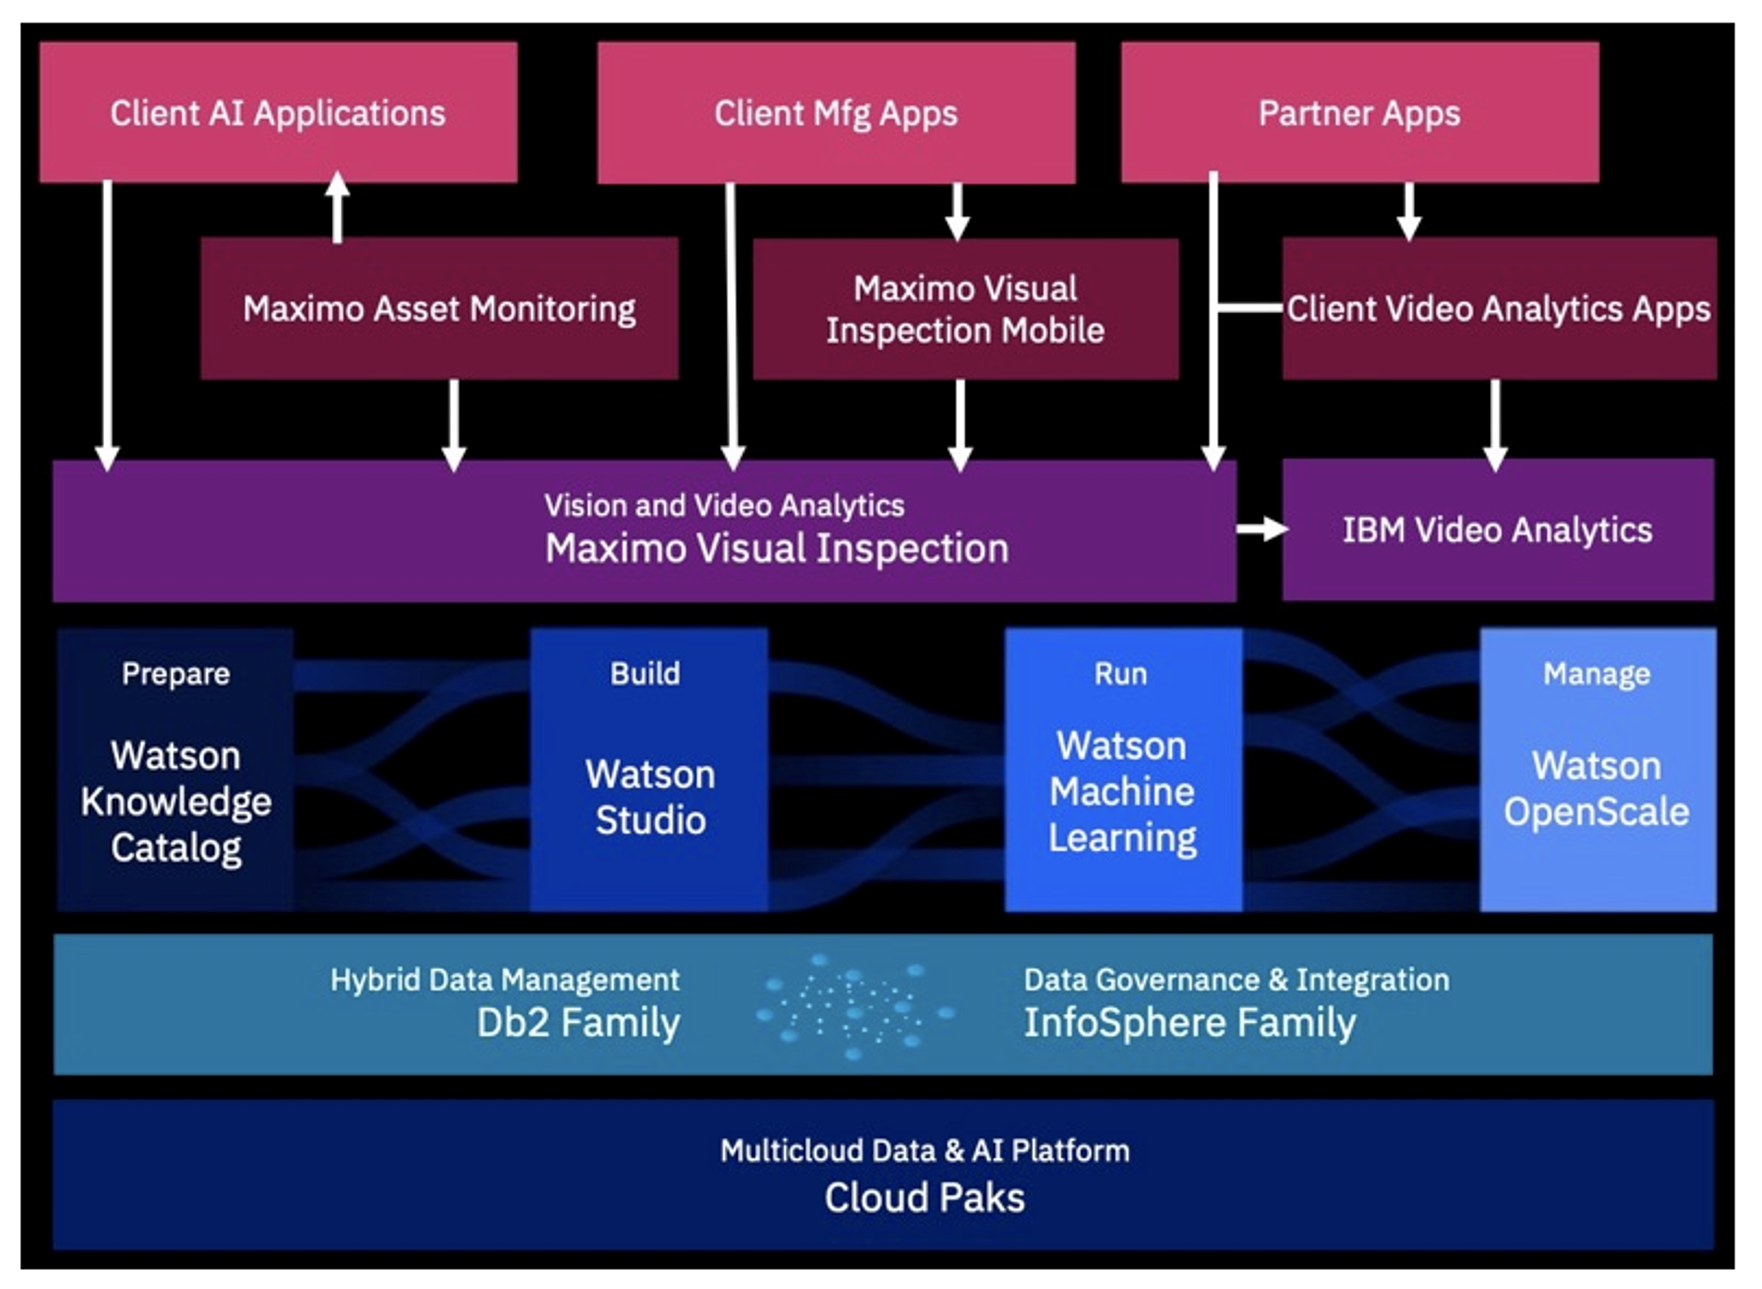 Client AI Applications
Client Mfg Apps
Partner Apps
Maximo Asset Monitoring
Maximo Visual
Inspection Mobile
Client Video Analytics Apps
Vision and Video Analytics
Maximo Visual Inspection
IBM Video Analytics
Prepare
Watson
Knowledge
Catalog
Build
Watson
Studio
Run
Watson
Machine
Learning
Manage
Watson
OpenScale
Hybrid Data Management
Db2 Family
Data Governance & Integration
InfoSphere Family
Multicloud Data & AI Platform
Cloud Paks